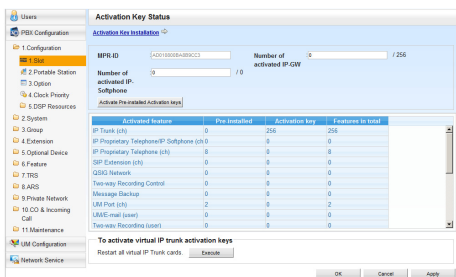 Users
PBX Configuration
1.Configuration
1.Slot
2.Portable Station
3.Option
4.Clock Priority
5.DSP Resources
2.System
3.Group
4.Extension
5.Optional Device
6.Feature
7.TRS
8.ARS
9.Private Network
10.CO & Incoming
Call
11.Maintenance
UM Configuration
Network Service
Activation Key Status
Activation Key Installation
MPR-ID
Number of activated IP-GW 0 / 256
Number of activated IP-Softphone 0 / 0
Activate Pre-installed Activation keys
Activated feature Pre-installed Activation key Features in total
IP Trunk (ch) 0 256 256
IP Proprietary Telephone/IP Softphone (ch) 0 0 0
IP Proprietary Telephone (ch) 8 0 8
SIP Extension (ch) 0 0 0
QSIG Network 0 0 0
Two-way Recording Control 0 0 0
Message Backup 0 0 0
UM Port (ch) 2 0 2
UM/E-mail (user) 0 0 0
Two-way Recording (user) 0 0 0
To activate virtual IP trunk activation keys
Restart all virtual IP Trunk cards. Execute
OK Cancel Apply